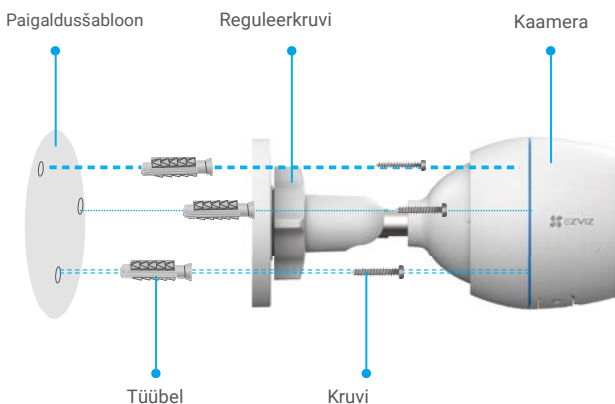 Paigaldusšabloon
Reguleerkruvi
Kaamera
EZVIZ
Tüübel
Kruvi